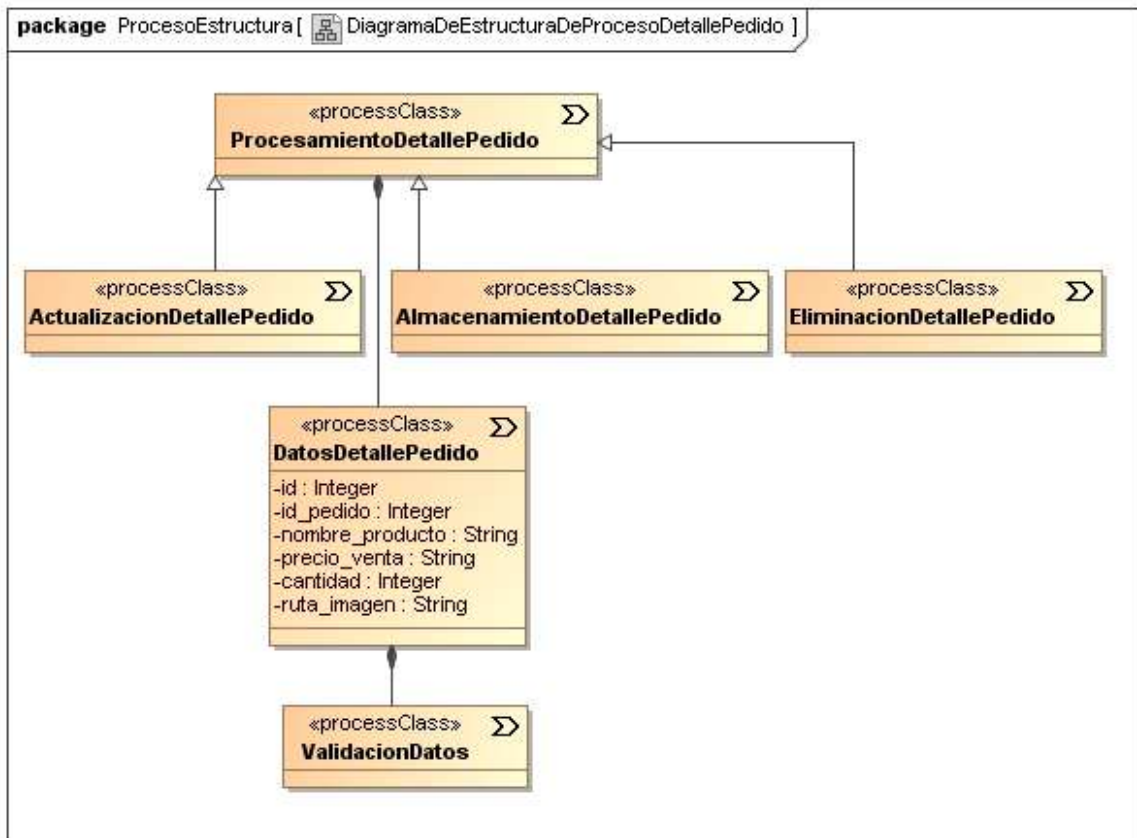 package ProcesoEstructura[ DiagramaDeEstructuraDeProcesoDetallePedido ]
«processClass»
ProcesamientoDetallePedido
«processClass»
ActualizacionDetallePedido
«processClass»
AlmacenamientoDetallePedido
«processClass»
EliminacionDetallePedido
«processClass»
DatosDetallePedido
-id : Integer
-id_pedido : Integer
-nombre_producto : String
-precio_venta : String
-cantidad : Integer
-ruta_imagen : String
«processClass»
ValidacionDatos